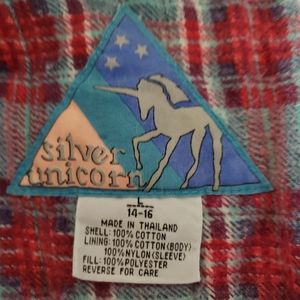 silver
unicorn
L
14-16
MADE IN THAILAND
SHELL: 100% COTTON
LINING: 100% COTTON (BODY)
100% NYLON (SLEEVE)
FILL: 100% POLYESTER
REVERSE FOR CARE